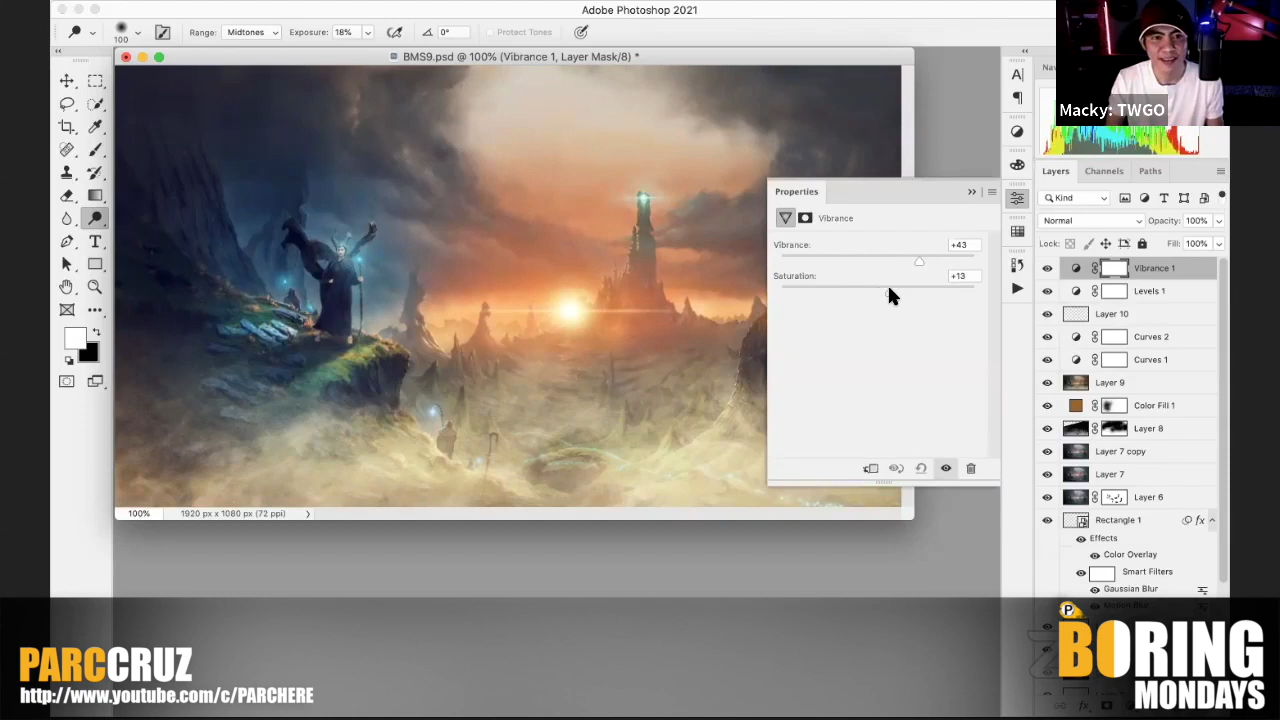 Adobe Photoshop 2021
100
Range: Midtones
Exposure: 18%
0°
Protect Tones
BMS9.psd @ 100% (Vibrance 1, Layer Mask/8) *
Macky: TWGO
Properties
Vibrance
Vibrance: +43
Saturation: +13
Layers Channels Paths
Kind
Normal Opacity: 100%
Lock: Fill: 100%
Vibrance 1
Levels 1
Layer 10
Curves 2
Curves 1
Layer 9
Color Fill 1
Layer 8
Layer 7 copy
Layer 7
Layer 6
Rectangle 1 fx
Effects
Color Overlay
Smart Filters
Gaussian Blur
Motion Blur
100% 1920 px x 1080 px (72 ppi)
PARCCRUZ
http://www.youtube.com/c/PARCHERE
P
BORING
MONDAYS